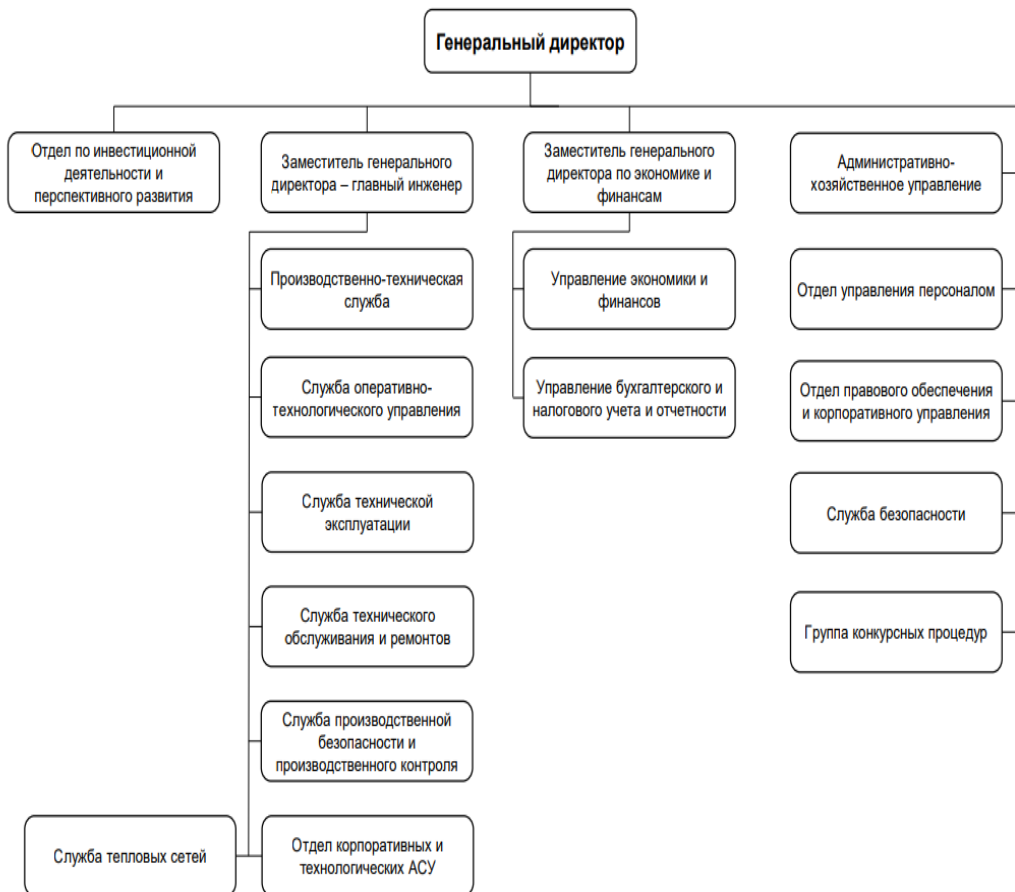 Генеральный директор
Отдел по инвестиционной
деятельности и
перспективного развития
Заместитель генерального
директора – главный инженер
Заместитель генерального
директора по экономике и
финансам
Административно-
хозяйственное управление
Производственно-техническая
служба
Управление экономики и
финансов
Отдел управления персоналом
Служба оперативно-
технологического управления
Управление бухгалтерского и
налогового учета и отчетности
Отдел правового обеспечения
и корпоративного управления
Служба технической
эксплуатации
Служба безопасности
Служба технического
обслуживания и ремонтов
Группа конкурсных процедур
Служба производственной
безопасности и
производственного контроля
Служба тепловых сетей
Отдел корпоративных и
технологических АСУ